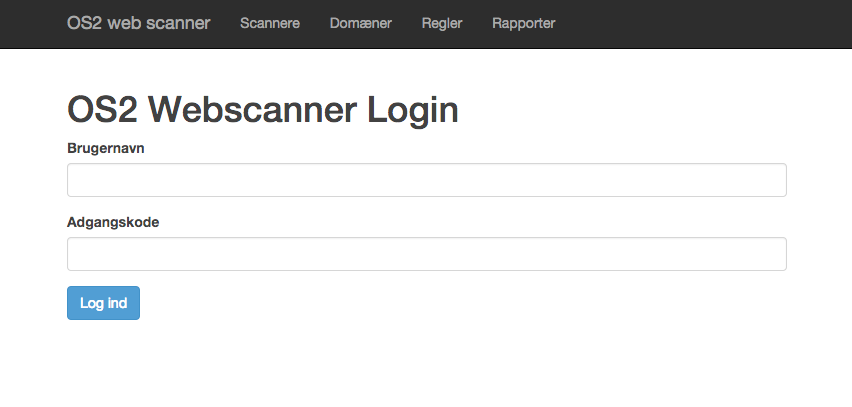 OS2 web scanner Scannere Domæner Regler Rapporter
OS2 Webscanner Login
Brugernavn
Adgangskode
Log ind